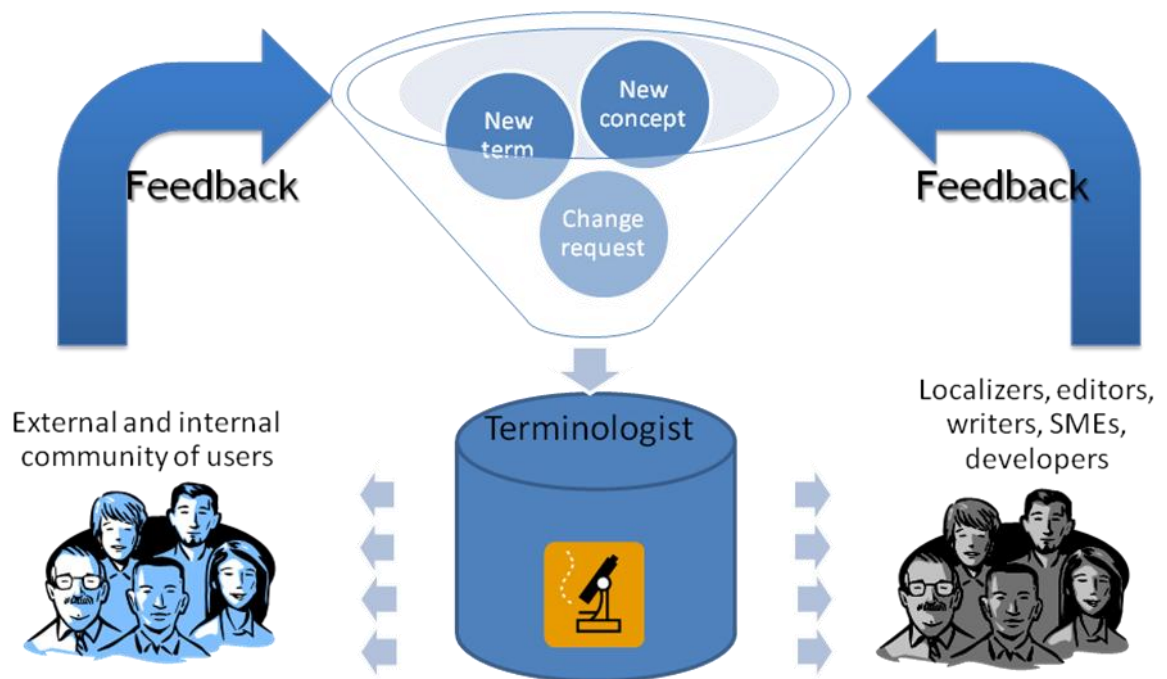 New
term
New
concept
Change
request
Feedback
Feedback
External and internal
community of users
Terminologist
Localizers, editors,
writers, SMEs,
developers